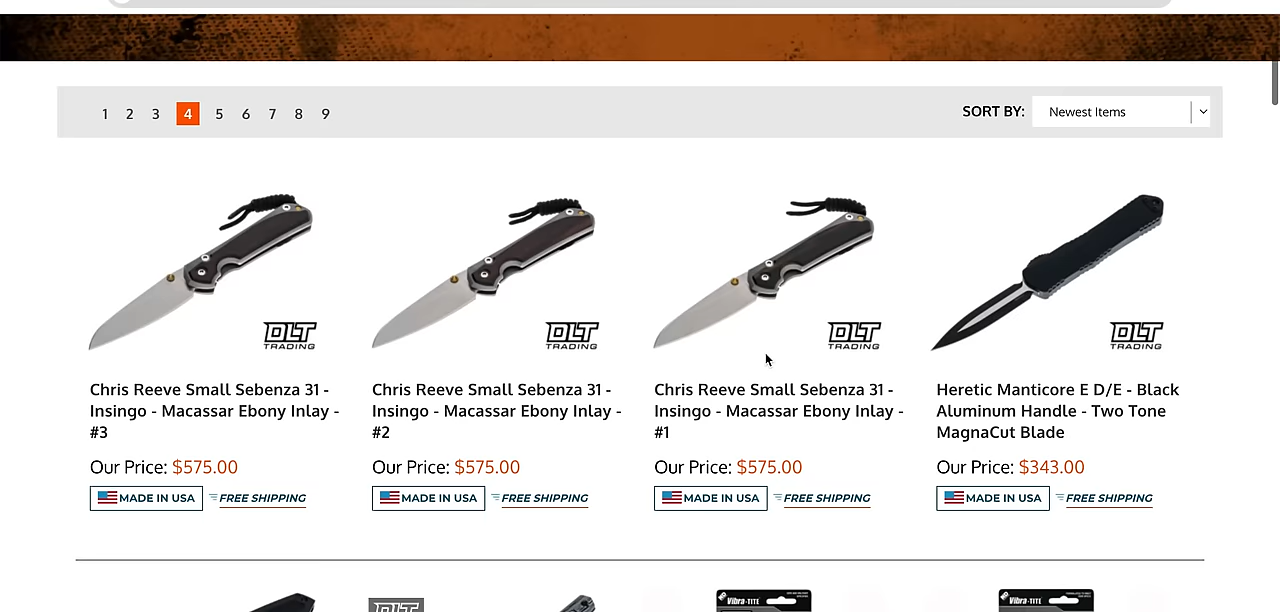 1 2 3 4 5 6 7 8 9
SORT BY: Newest Items
DLT TRADING
DLT TRADING
DLT TRADING
DLT TRADING
Chris Reeve Small Sebenza 31 -
Insingo - Macassar Ebony Inlay -
#3
Our Price: $575.00
MADE IN USA FREE SHIPPING
Chris Reeve Small Sebenza 31 -
Insingo - Macassar Ebony Inlay -
#2
Our Price: $575.00
MADE IN USA FREE SHIPPING
Chris Reeve Small Sebenza 31 -
Insingo - Macassar Ebony Inlay -
#1
Our Price: $575.00
MADE IN USA FREE SHIPPING
Heretic Manticore E D/E - Black
Aluminum Handle - Two Tone
MagnaCut Blade
Our Price: $343.00
MADE IN USA FREE SHIPPING
DLT
VIBRA-TITE
VIBRA-TITE